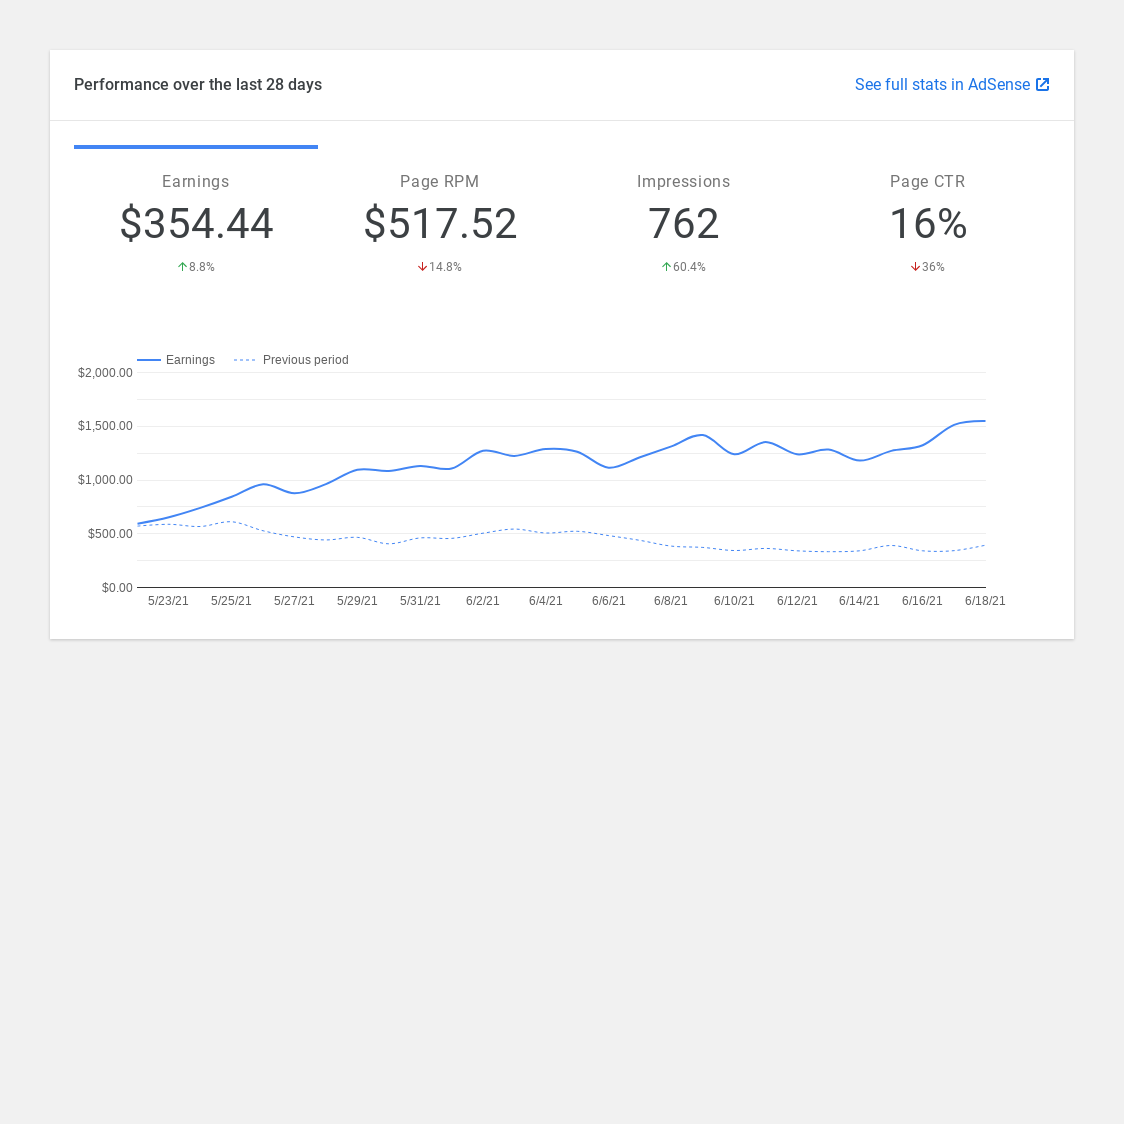 Performance over the last 28 days
See full stats in AdSense
Earnings
$354.44
8.8%
Page RPM
$517.52
14.8%
Impressions
762
60.4%
Page CTR
16%
36%
Earnings
Previous period
$2,000.00
$1,500.00
$1,000.00
$500.00
$0.00
5/23/21 5/25/21 5/27/21 5/29/21 5/31/21 6/2/21 6/4/21 6/6/21 6/8/21 6/10/21 6/12/21 6/14/21 6/16/21 6/18/21